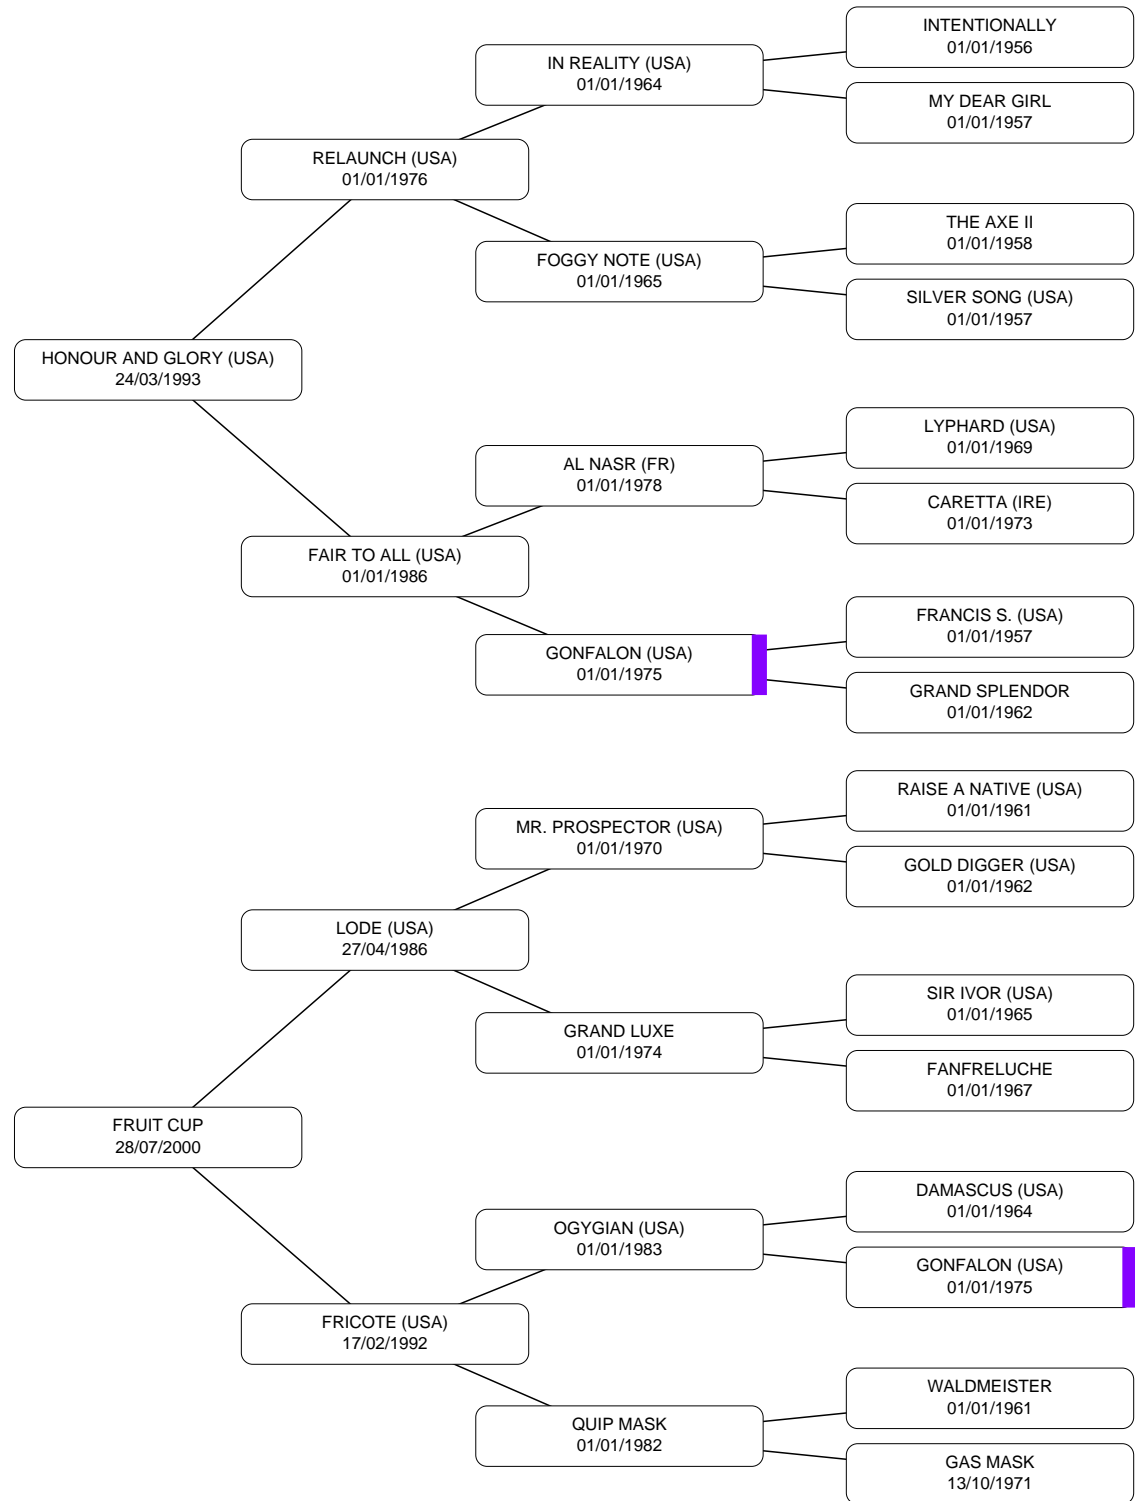 INTENTIONALLY
01/01/1956
IN REALITY (USA)
01/01/1964
MY DEAR GIRL
01/01/1957
RELAUNCH (USA)
01/01/1976
THE AXE II
01/01/1958
FOGGY NOTE (USA)
01/01/1965
SILVER SONG (USA)
01/01/1957
HONOUR AND GLORY (USA)
24/03/1993
LYPHARD (USA)
01/01/1969
AL NASR (FR)
01/01/1978
CARETTA (IRE)
01/01/1973
FAIR TO ALL (USA)
01/01/1986
FRANCIS S. (USA)
01/01/1957
GONFALON (USA)
01/01/1975
GRAND SPLENDOR
01/01/1962
RAISE A NATIVE (USA)
01/01/1961
MR. PROSPECTOR (USA)
01/01/1970
GOLD DIGGER (USA)
01/01/1962
LODE (USA)
27/04/1986
SIR IVOR (USA)
01/01/1965
GRAND LUXE
01/01/1974
FANFRELUCHE
01/01/1967
FRUIT CUP
28/07/2000
DAMASCUS (USA)
01/01/1964
OGYGIAN (USA)
01/01/1983
GONFALON (USA)
01/01/1975
FRICOTE (USA)
17/02/1992
WALDMEISTER
01/01/1961
QUIP MASK
01/01/1982
GAS MASK
13/10/1971